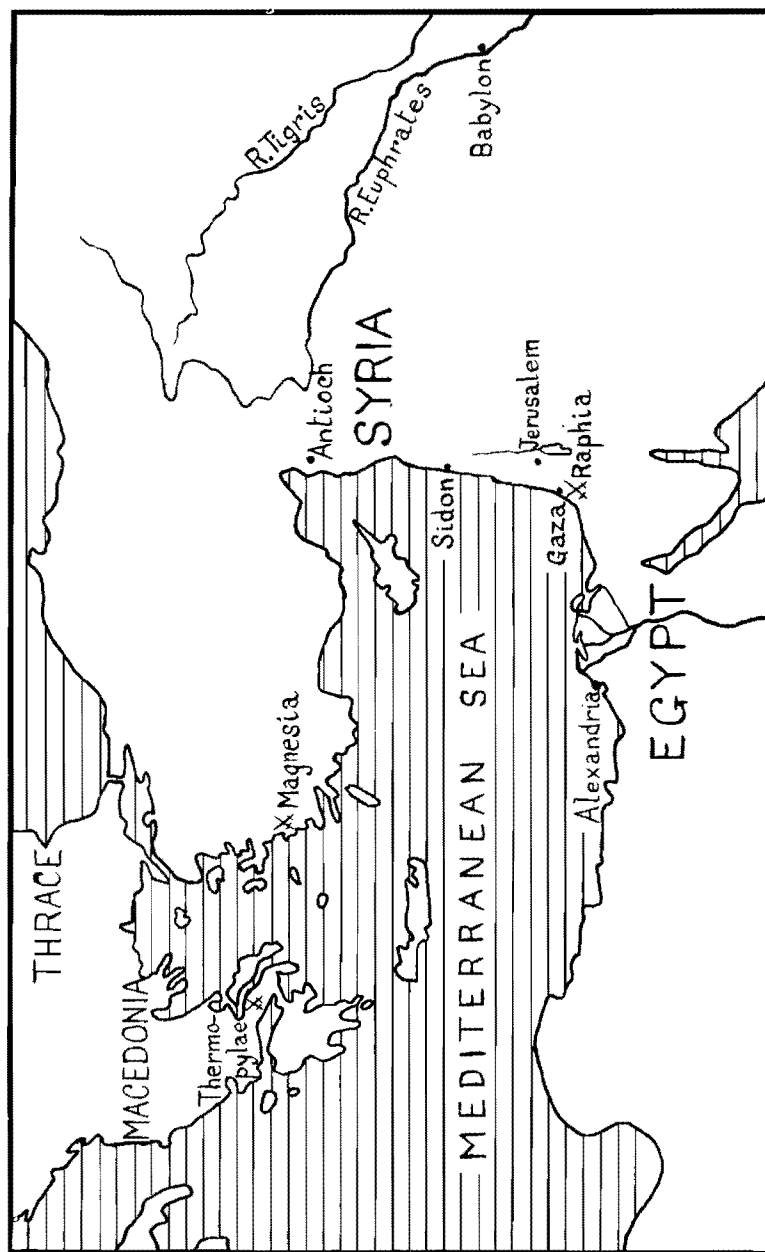 THRACE
MACEDONIA
Thermo-
pylae
Magnesia
MEDITERRANEAN SEA
Antioch
SYRIA
Sidon
Jerusalem
Gaza
Raphia
Alexandria
EGYPT
R. Tigris
R. Euphrates
Babylon